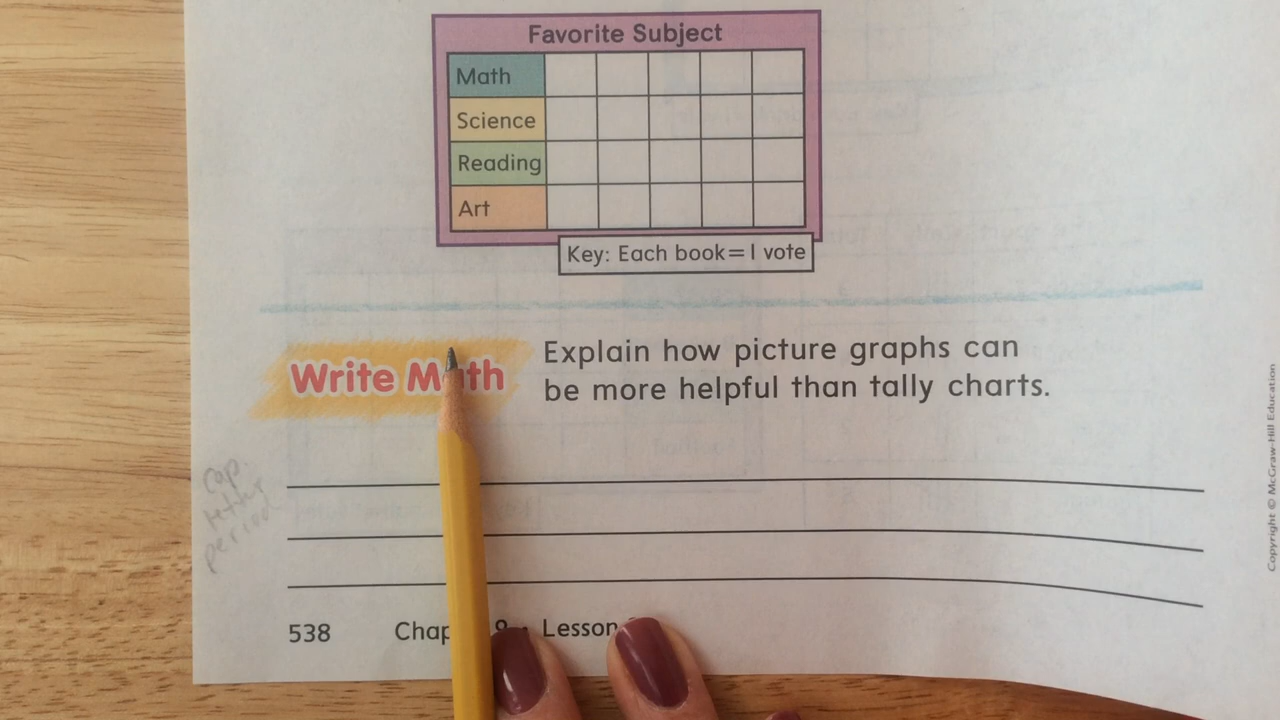 Favorite Subject
Math
Science
Reading
Art
Key: Each book=1 vote
Write Math
Explain how picture graphs can
be more helpful than tally charts.
Cap.
letter
period
538 Chap 9 Lesson
Copyright © McGraw-Hill Education